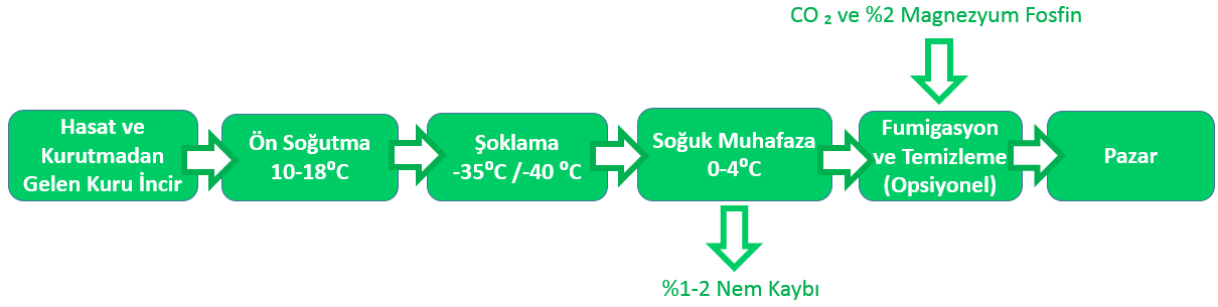 CO ₂ ve %2 Magnezyum Fosfin
Hasat ve
Kurutmadan
Gelen Kuru İncir
Ön Soğutma
10-18⁰C
Şoklama
-35⁰C /-40 ⁰C
Soğuk Muhafaza
0-4⁰C
Fumigasyon
ve Temizleme
(Opsiyonel)
Pazar
%1-2 Nem Kaybı